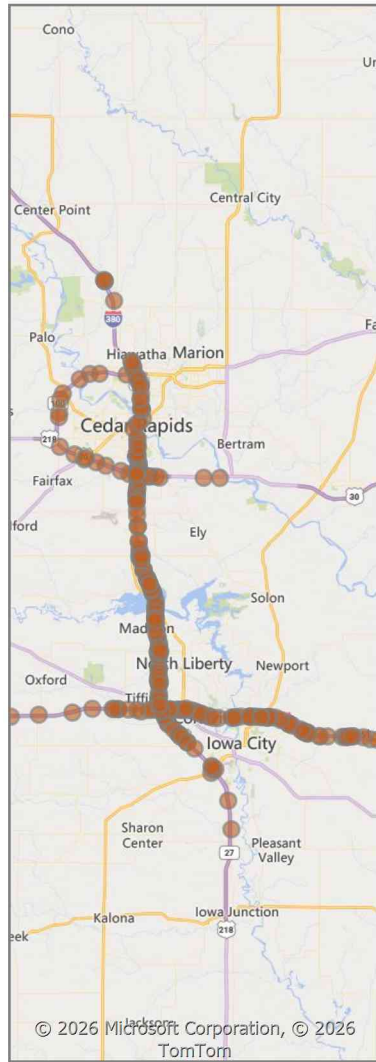 Cono
Center Point
Central City
Palo
380
Hiawatha
Marion
100
Cedar Rapids
218
Bertram
Fairfax
30
Ely
Solon
North Liberty
Newport
Oxford
Tiffin
Iowa City
Sharon
Center
Pleasant
Valley
27
Kalona
Iowa Junction
218
eek
© 2026 Microsoft Corporation, © 2026
TomTom